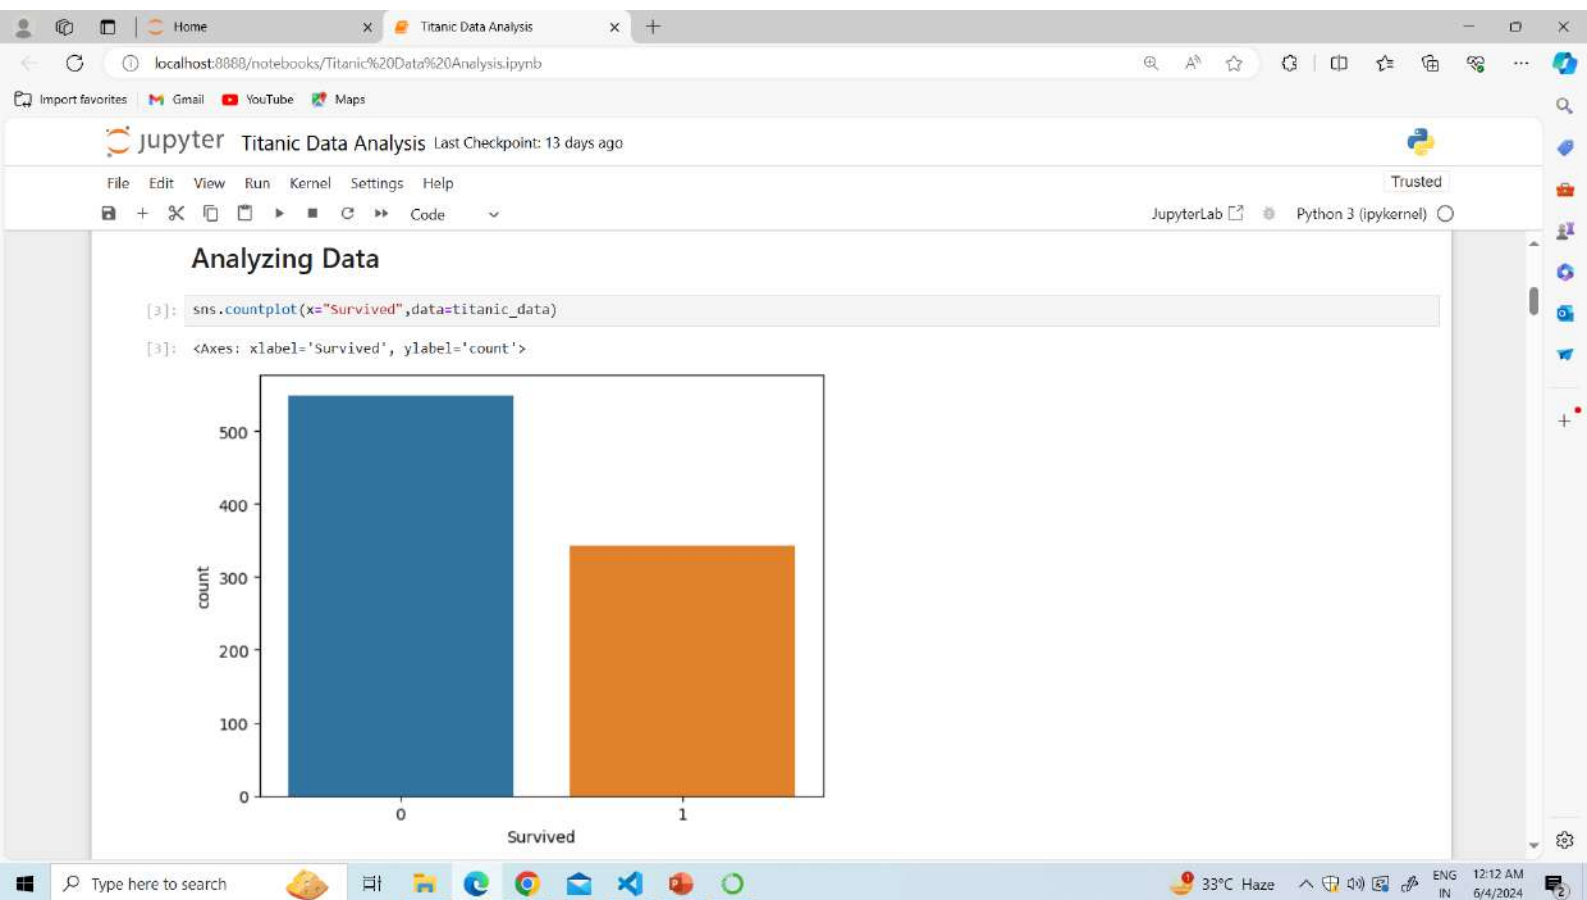 Home
Titanic Data Analysis
localhost:8888/notebooks/Titanic%20Data%20Analysis.ipynb
Import favorites Gmail YouTube Maps
jupyter Titanic Data Analysis Last Checkpoint: 13 days ago
File Edit View Run Kernel Settings Help Trusted
Code JupyterLab Python 3 (ipykernel)
Analyzing Data
[3]: sns.countplot(x="Survived",data=titanic_data)
[3]: <Axes: xlabel='Survived', ylabel='count'>
500
400
300
200
100
0
count
0 1
Survived
Type here to search 33°C Haze ENG 12:12 AM
IN 6/4/2024
2